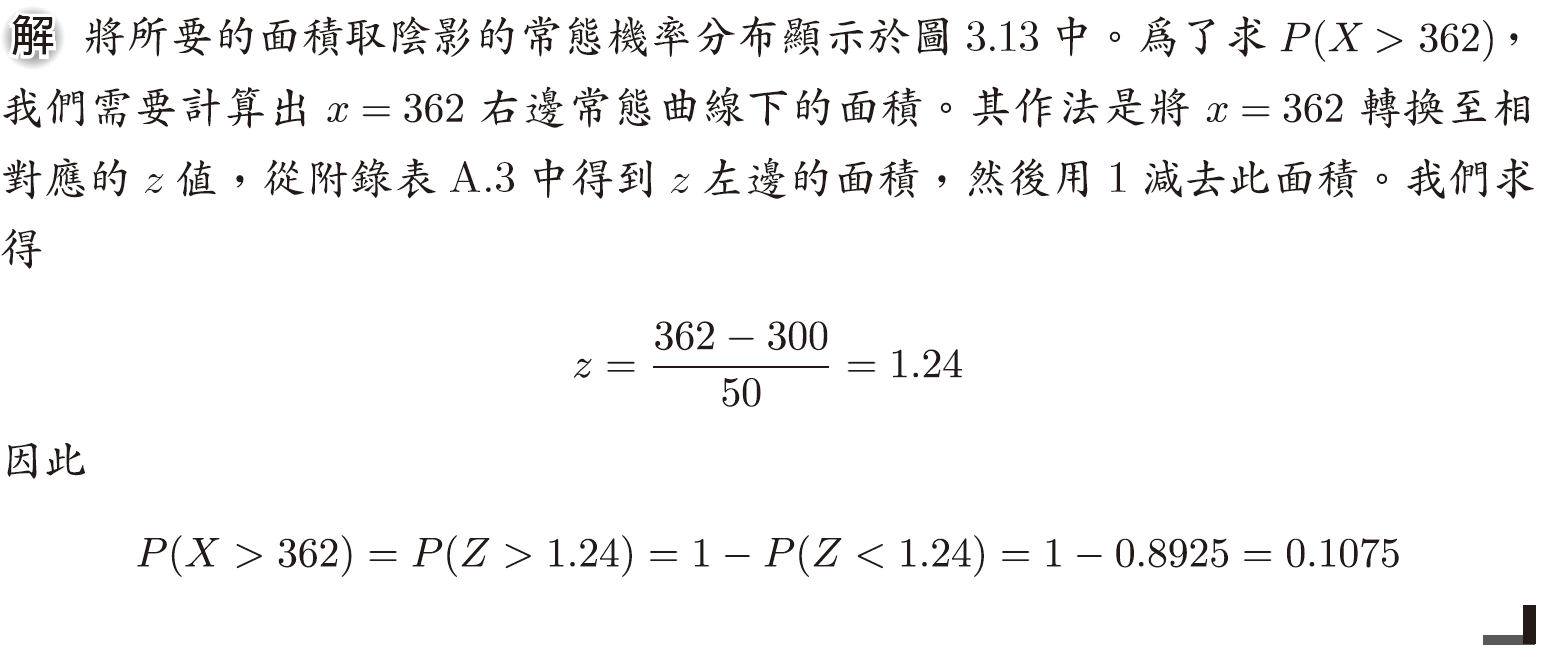 解 將所要的面積取陰影的常態機率分布顯示於圖 3.13 中。爲了求 P(X > 362)，
我們需要計算出 x = 362 右邊常態曲線下的面積。其作法是將 x = 362 轉換至相
對應的 z 值，從附錄表 A.3 中得到 z 左邊的面積，然後用 1 減去此面積。我們求
得
z = \frac{362 - 300}{50} = 1.24
因此
P(X > 362) = P(Z > 1.24) = 1 - P(Z < 1.24) = 1 - 0.8925 = 0.1075